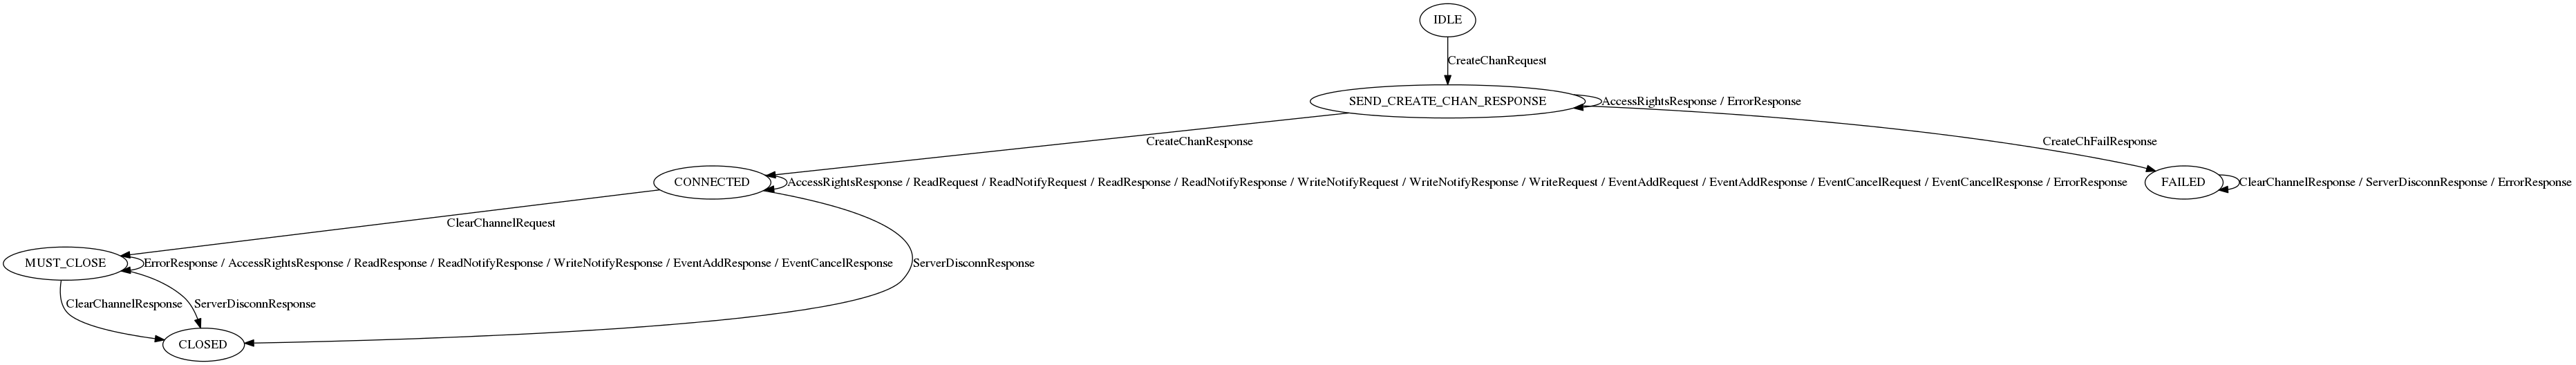 IDLE
CreateChanRequest
SEND_CREATE_CHAN_RESPONSE
AccessRightsResponse / ErrorResponse
CreateChanResponse
CreateChFailResponse
CONNECTED
AccessRightsResponse / ReadRequest / ReadNotifyRequest / ReadResponse / ReadNotifyResponse / WriteNotifyRequest / WriteNotifyResponse / WriteRequest / EventAddRequest / EventAddResponse / EventCancelRequest / EventCancelResponse / ErrorResponse
FAILED
ClearChannelResponse / ServerDisconnResponse / ErrorResponse
ClearChannelRequest
MUST_CLOSE
ErrorResponse / AccessRightsResponse / ReadResponse / ReadNotifyResponse / WriteNotifyResponse / EventAddResponse / EventCancelResponse
ServerDisconnResponse
ClearChannelResponse
ServerDisconnResponse
CLOSED